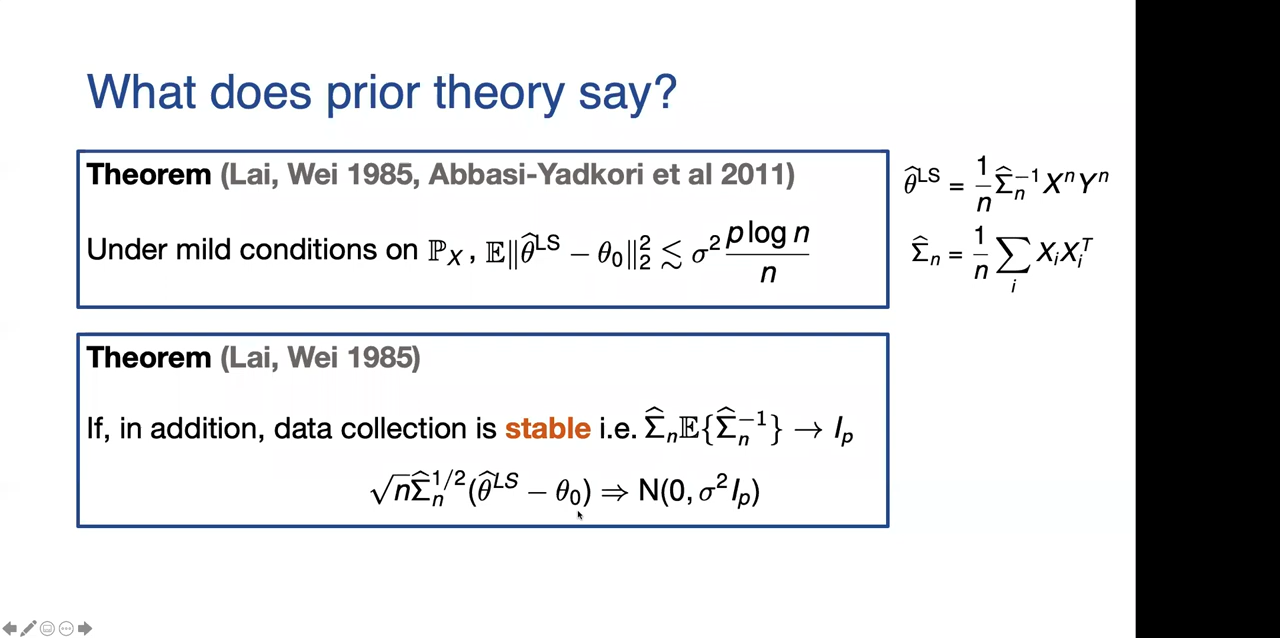 What does prior theory say?
Theorem (Lai, Wei 1985, Abbasi-Yadkori et al 2011)
Under mild conditions on ℙ_X, 𝔼‖θ̂^LS − θ₀‖₂² ≲ σ² (p log n)/n
θ̂^LS = (1/n) Σ̂_n^{−1} X^n Y^n
Σ̂_n = (1/n) ∑_i X_i X_i^T
Theorem (Lai, Wei 1985)
If, in addition, data collection is stable i.e. Σ̂_n 𝔼{Σ̂_n^{−1}} → I_p
√n Σ̂_n^{1/2} (θ̂^LS − θ₀) ⇒ N(0, σ² I_p)